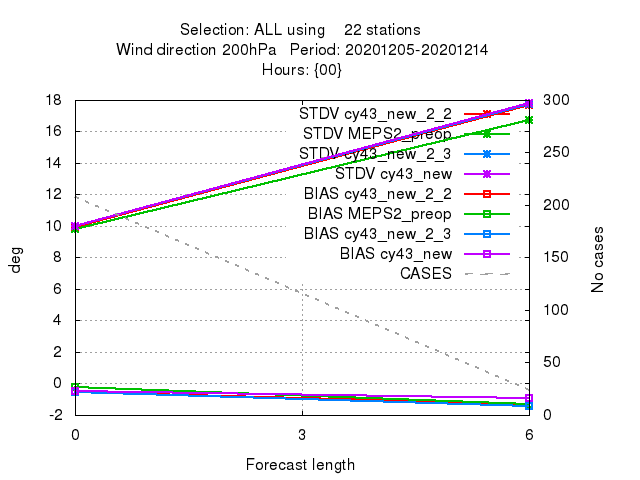 Selection: ALL using    22 stations
Wind direction 200hPa   Period: 20201205-20201214
Hours: {00}
18
16
14
12
10
8
6
4
2
0
-2
deg
STDV cy43_new_2_2
STDV MEPS2_preop
STDV cy43_new_2_3
STDV cy43_new
BIAS cy43_new_2_2
BIAS MEPS2_preop
BIAS cy43_new_2_3
BIAS cy43_new
CASES
300
250
200
150
100
50
0
No cases
0 3 6
Forecast length